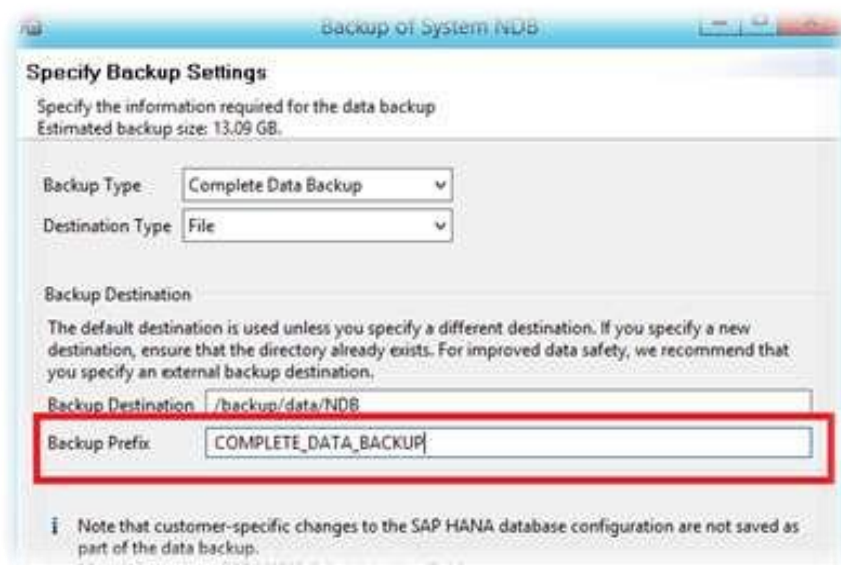 Backup of System NDB
Specify Backup Settings
Specify the information required for the data backup
Estimated backup size: 13.09 GB.
Backup Type Complete Data Backup
Destination Type File
Backup Destination
The default destination is used unless you specify a different destination. If you specify a new
destination, ensure that the directory already exists. For improved data safety, we recommend that
you specify an external backup destination.
Backup Destination /backup/data/NDB
Backup Prefix COMPLETE_DATA_BACKUP
i Note that customer-specific changes to the SAP HANA database configuration are not saved as
part of the data backup.